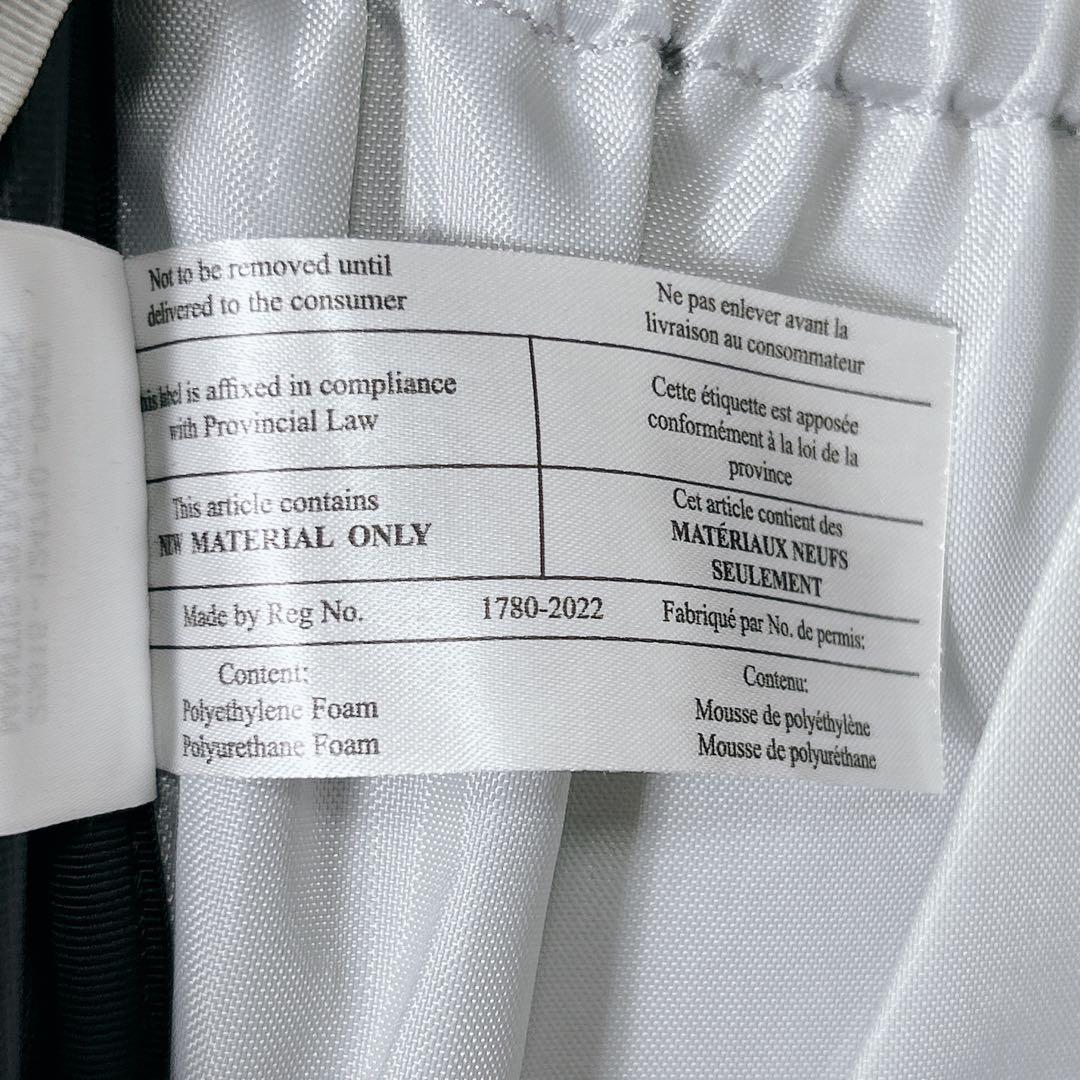 Not to be removed until
delivered to the consumer
Ne pas enlever avant la
livraison au consommateur
This label is affixed in compliance
with Provincial Law
Cette étiquette est apposée
conformément à la loi de la
province
This article contains
NEW MATERIAL ONLY
Cet article contient des
MATÉRIAUX NEUFS
SEULEMENT
Made by Reg No. 1780-2022 Fabriqué par No. de permis:
Content:
Polyethylene Foam
Polyurethane Foam
Contenu:
Mousse de polyéthylène
Mousse de polyuréthane